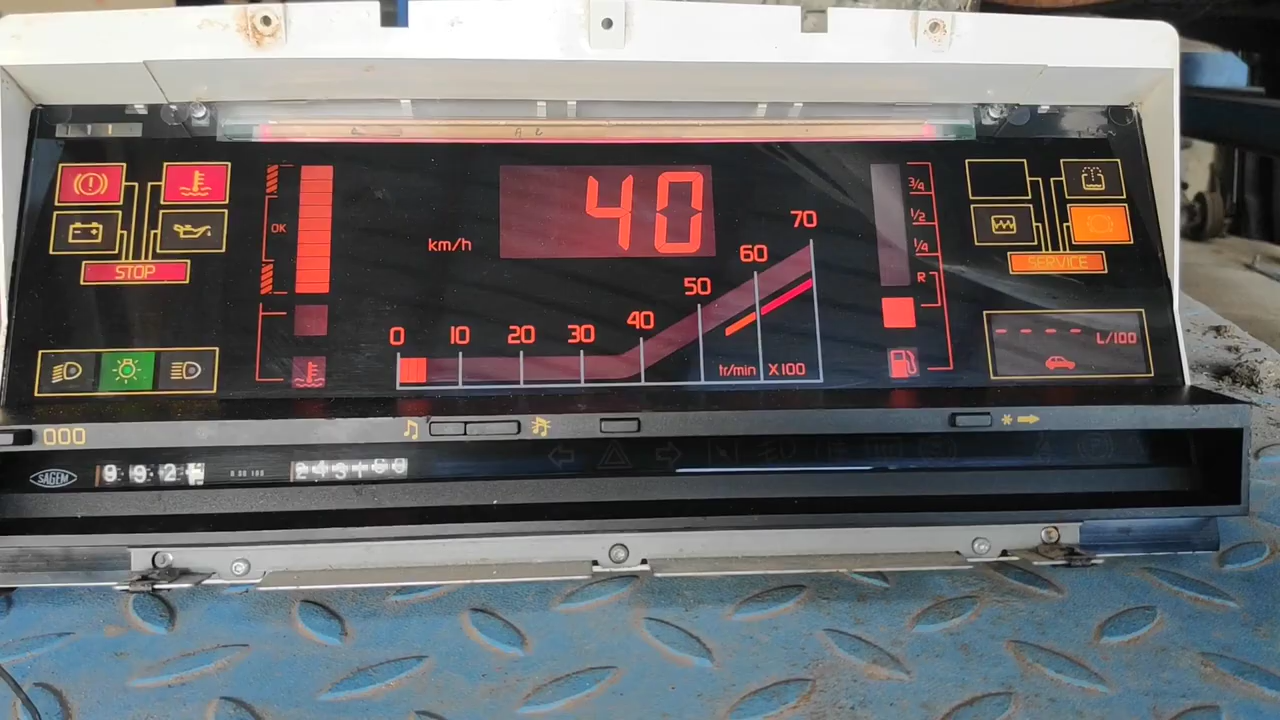 40
km/h
OK
STOP
3/4
1/2
1/4
R
SERVICE
0 10 20 30 40 50 60 70
tr/min X100
- - - - L/100
000
SAGEM